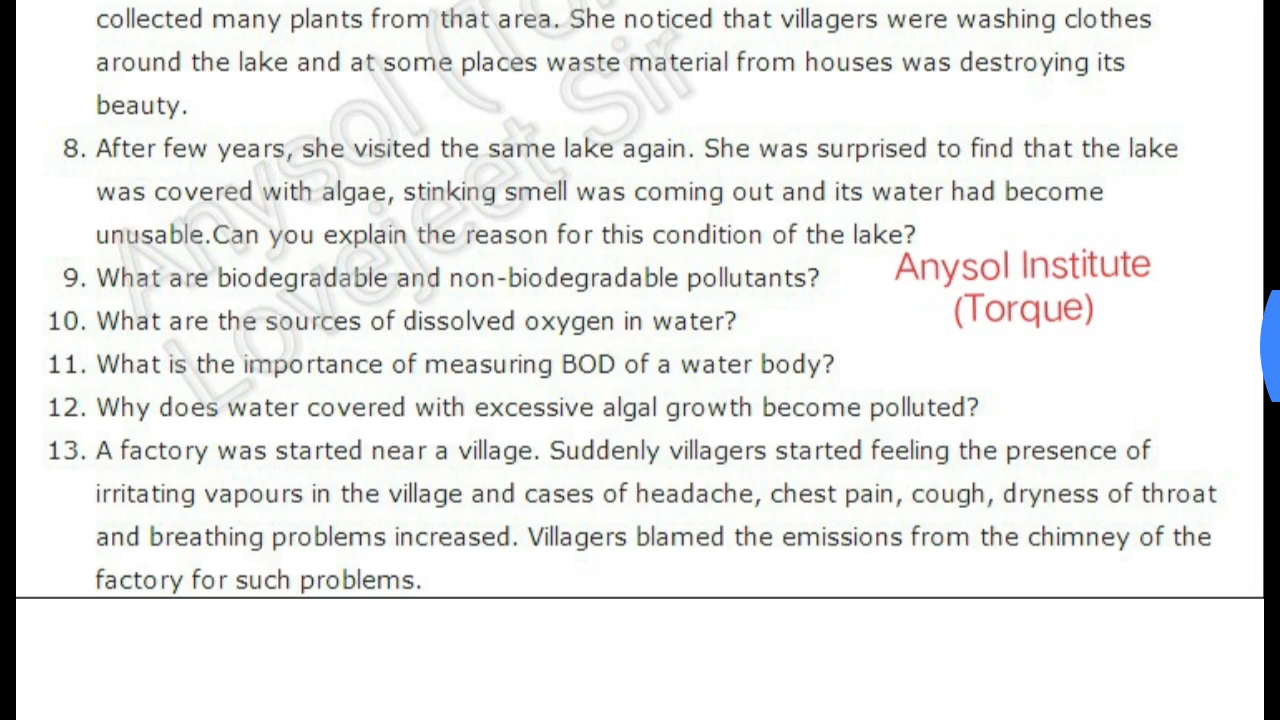 collected many plants from that area. She noticed that villagers were washing clothes
around the lake and at some places waste material from houses was destroying its
beauty.
8. After few years, she visited the same lake again. She was surprised to find that the lake
was covered with algae, stinking smell was coming out and its water had become
unusable.Can you explain the reason for this condition of the lake?
9. What are biodegradable and non-biodegradable pollutants?
Anysol Institute
(Torque)
10. What are the sources of dissolved oxygen in water?
11. What is the importance of measuring BOD of a water body?
12. Why does water covered with excessive algal growth become polluted?
13. A factory was started near a village. Suddenly villagers started feeling the presence of
irritating vapours in the village and cases of headache, chest pain, cough, dryness of throat
and breathing problems increased. Villagers blamed the emissions from the chimney of the
factory for such problems.
Anysol
Lovejeet Sir